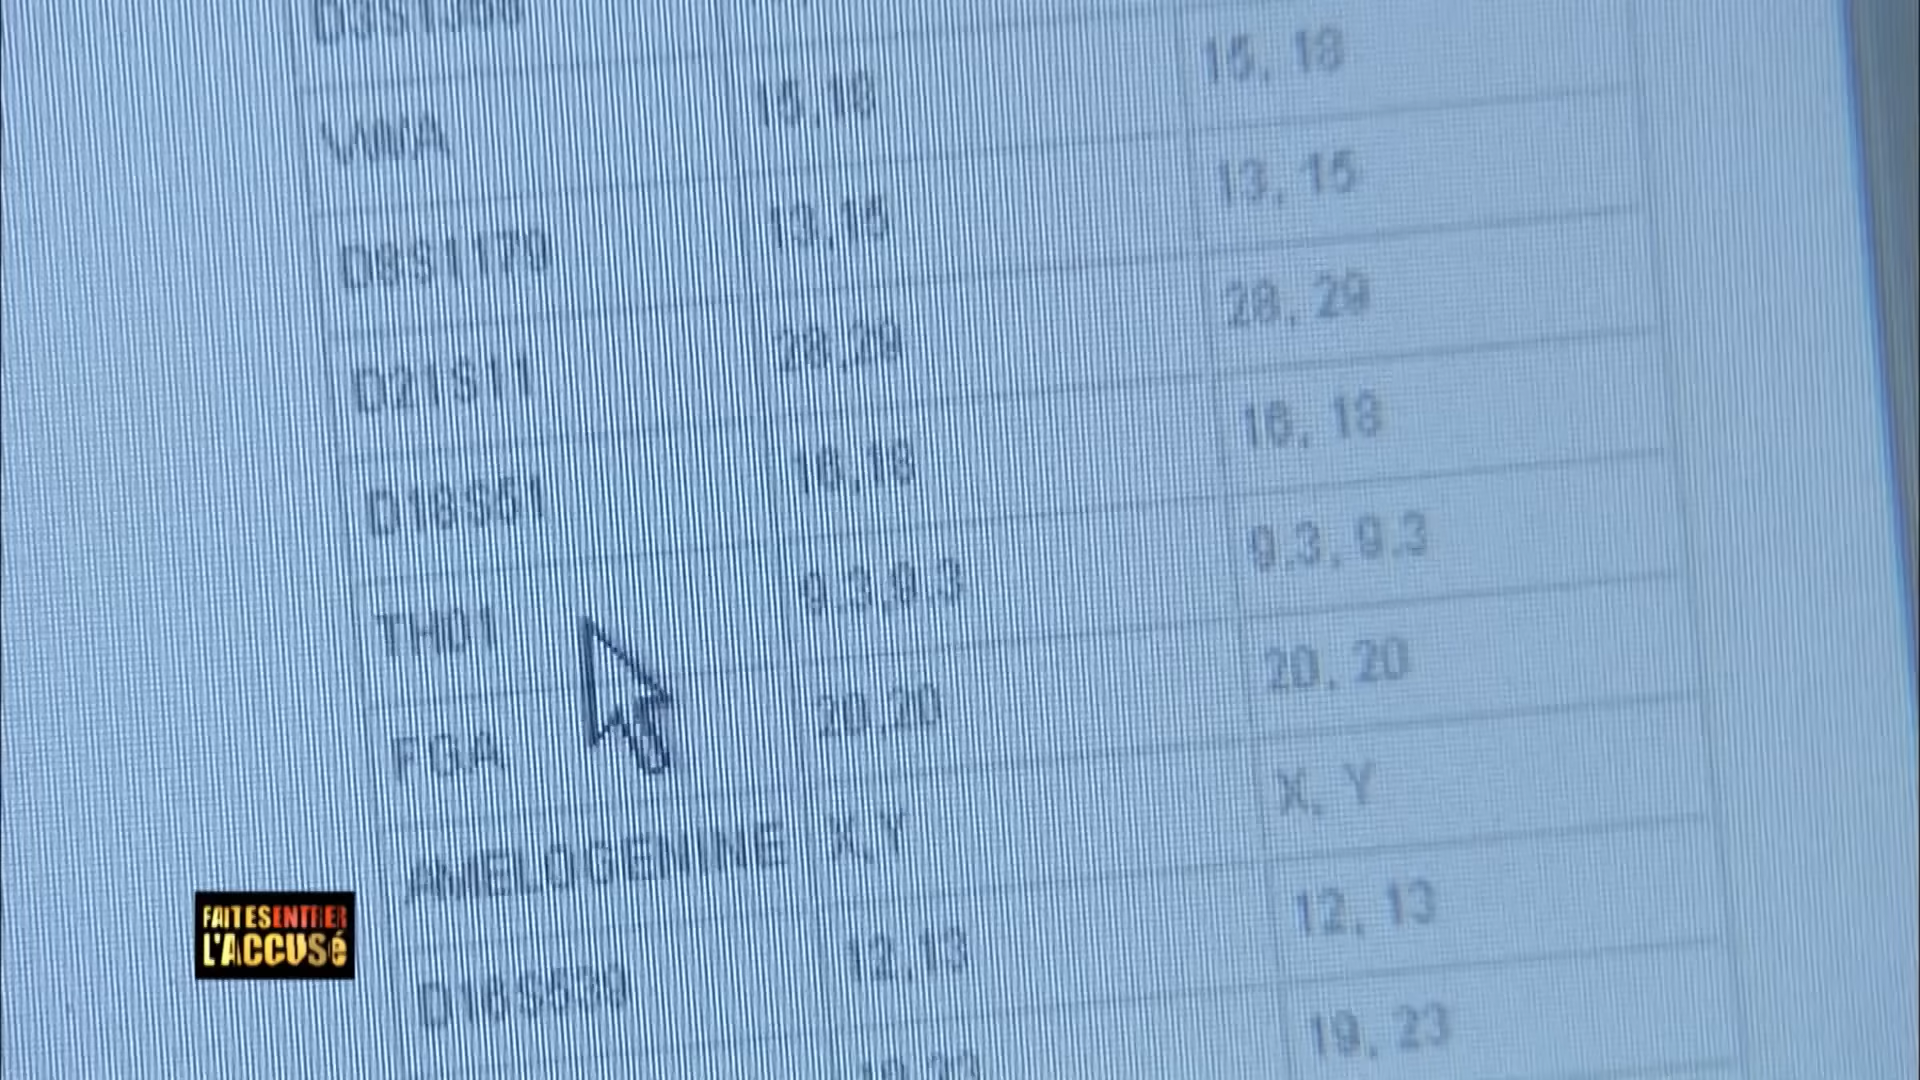 D3S1358
VWA 15,18 15, 18
D8S1179 13,15 13, 15
D21S11 28,29 28, 29
D18S51 16,18 16, 18
TH01 9.3,9.3 9.3, 9.3
FGA 20,20 20, 20
AMELOGENINE X,Y X, Y
D16S539 12,13 12, 13
19, 23
FAITES ENTRER
L'ACCUSé